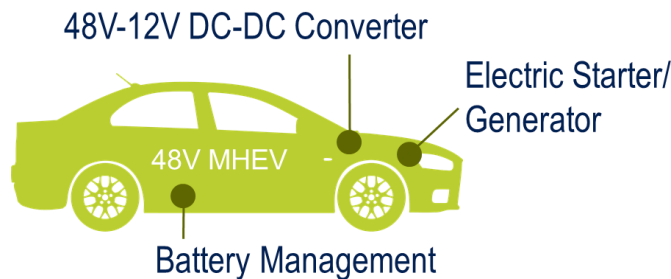 48V-12V DC-DC Converter
Electric Starter/
Generator
48V MHEV
Battery Management